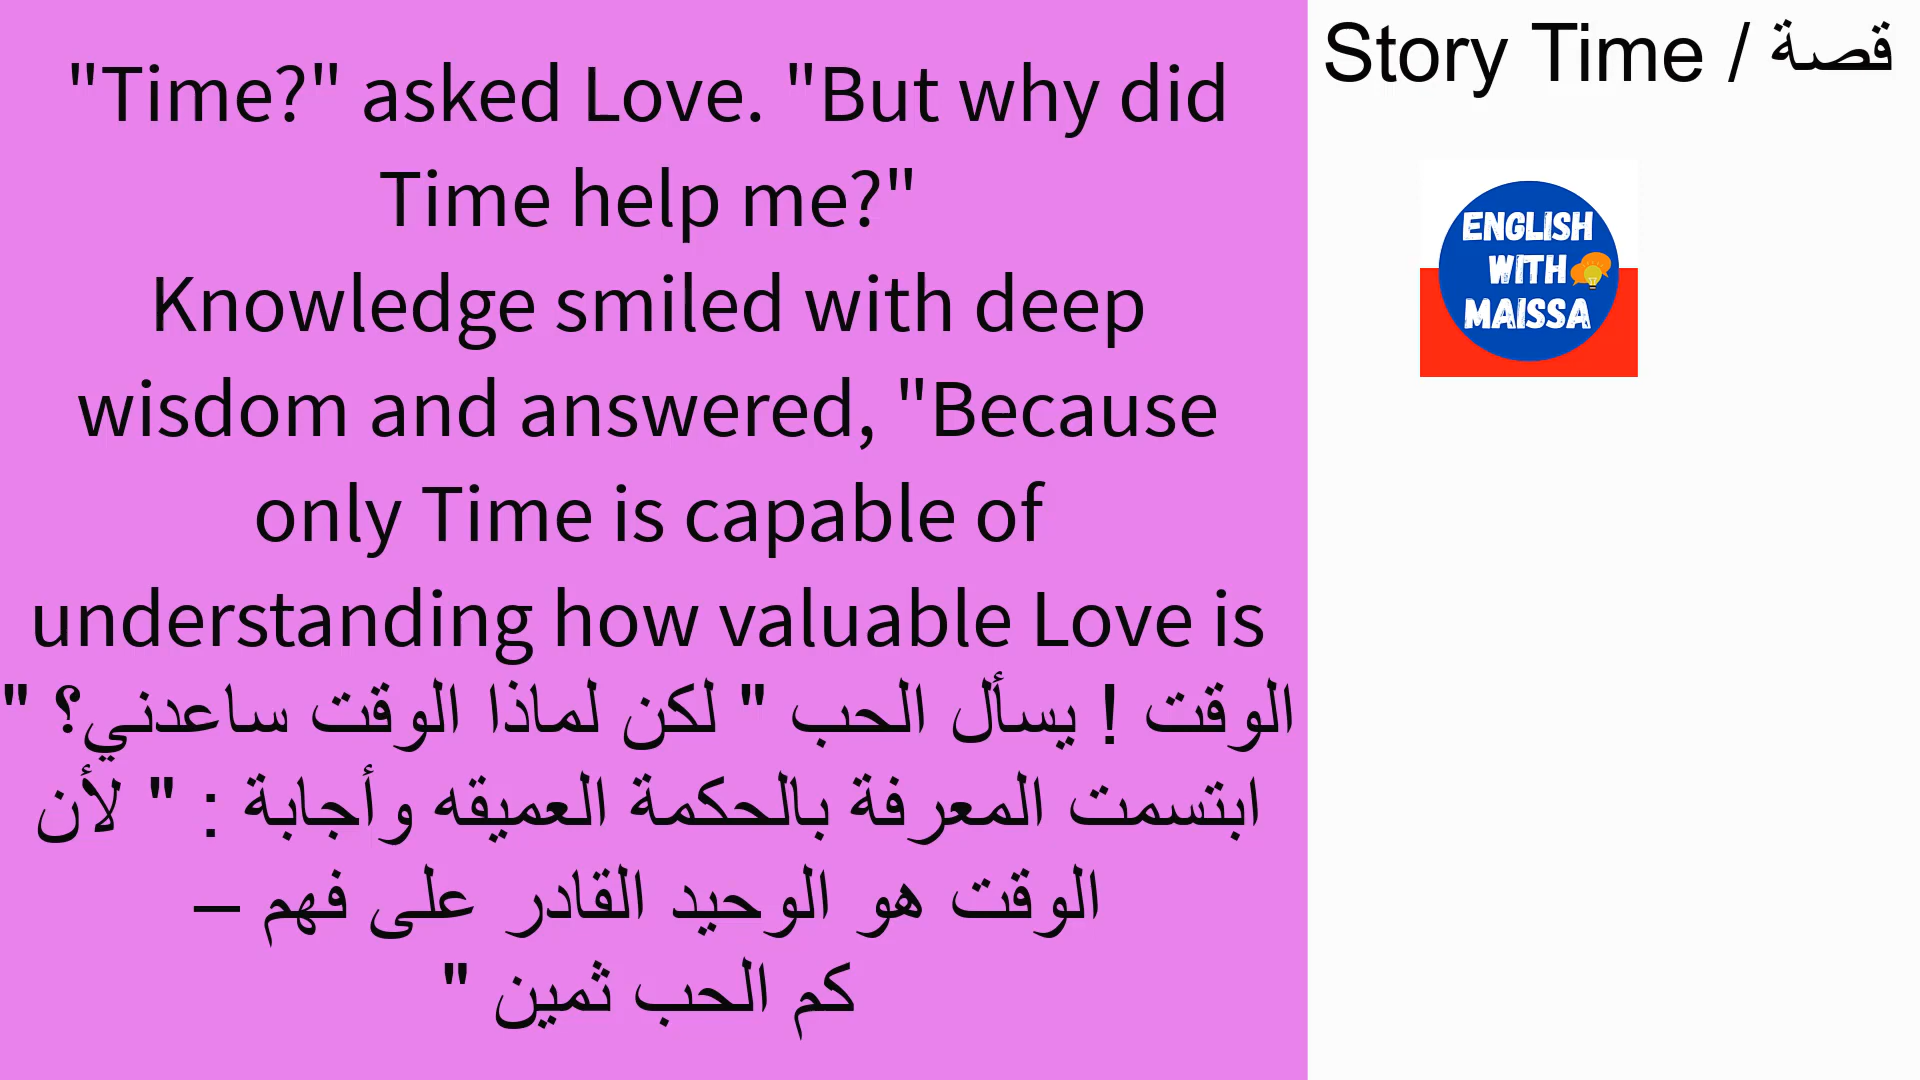 "Time?" asked Love. "But why did
Time help me?"
Knowledge smiled with deep
wisdom and answered, "Because
only Time is capable of
understanding how valuable Love is
الوقت ! يسأل الحب " لكن لماذا الوقت ساعدني؟ "
ابتسمت المعرفة بالحكمة العميقه وأجابة : " لأن
الوقت هو الوحيد القادر على فهم –
كم الحب ثمين "
Story Time / قصة
ENGLISH
WITH
MAISSA